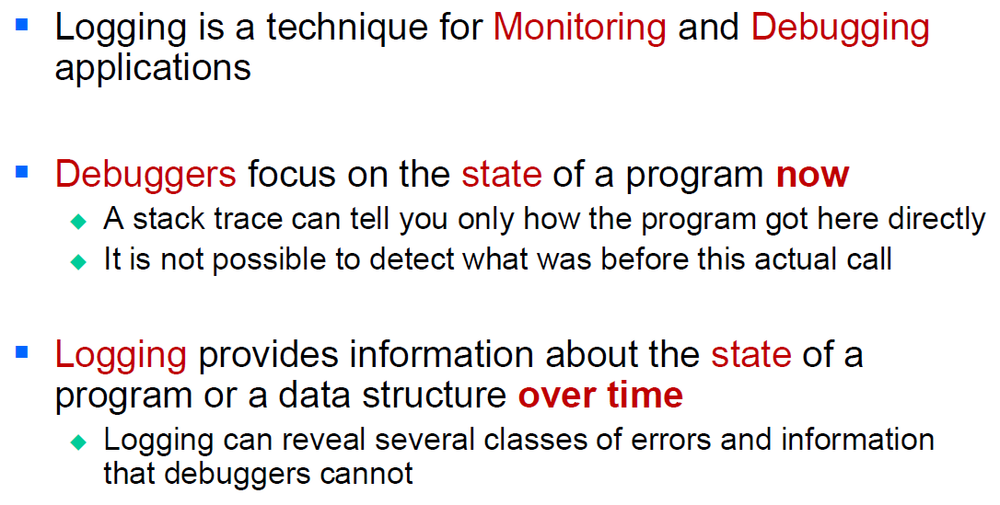 Logging is a technique for Monitoring and Debugging
applications
Debuggers focus on the state of a program now
A stack trace can tell you only how the program got here directly
It is not possible to detect what was before this actual call
Logging provides information about the state of a
program or a data structure over time
Logging can reveal several classes of errors and information
that debuggers cannot